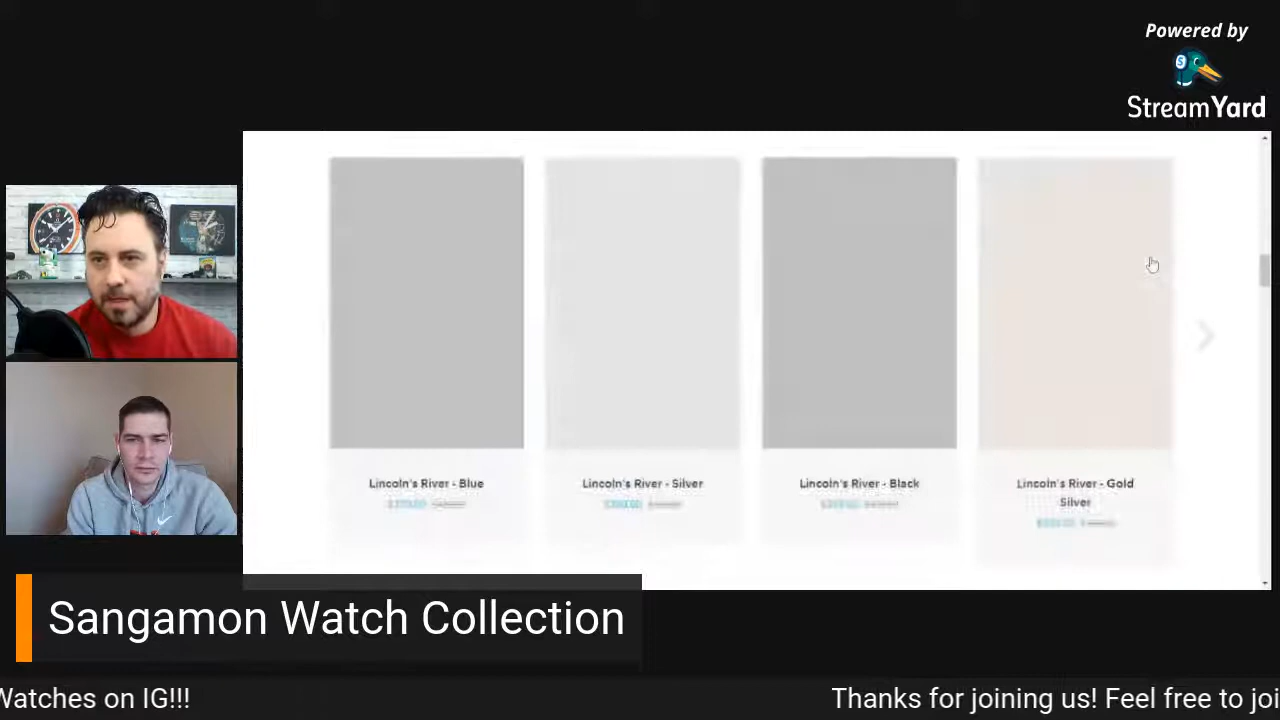 Powered by
StreamYard
Lincoln's River - Blue
Lincoln's River - Silver
Lincoln's River - Black
Lincoln's River - Gold
Silver
Sangamon Watch Collection
Watches on IG!!!
Thanks for joining us! Feel free to joi